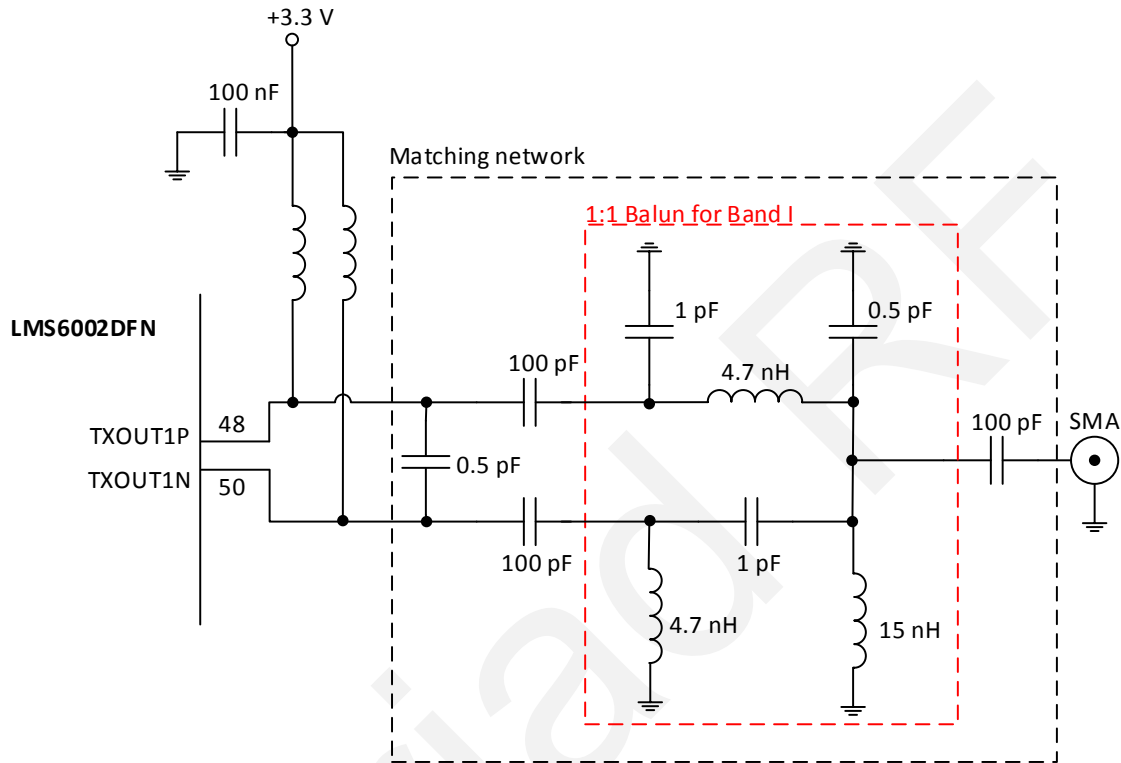 +3.3 V
100 nF
Matching network
1:1 Balun for Band I
LMS6002DFN
1 pF
0.5 pF
100 pF
4.7 nH
100 pF
SMA
TXOUT1P
48
TXOUT1N
50
0.5 pF
100 pF
1 pF
4.7 nH
15 nH
riad RF